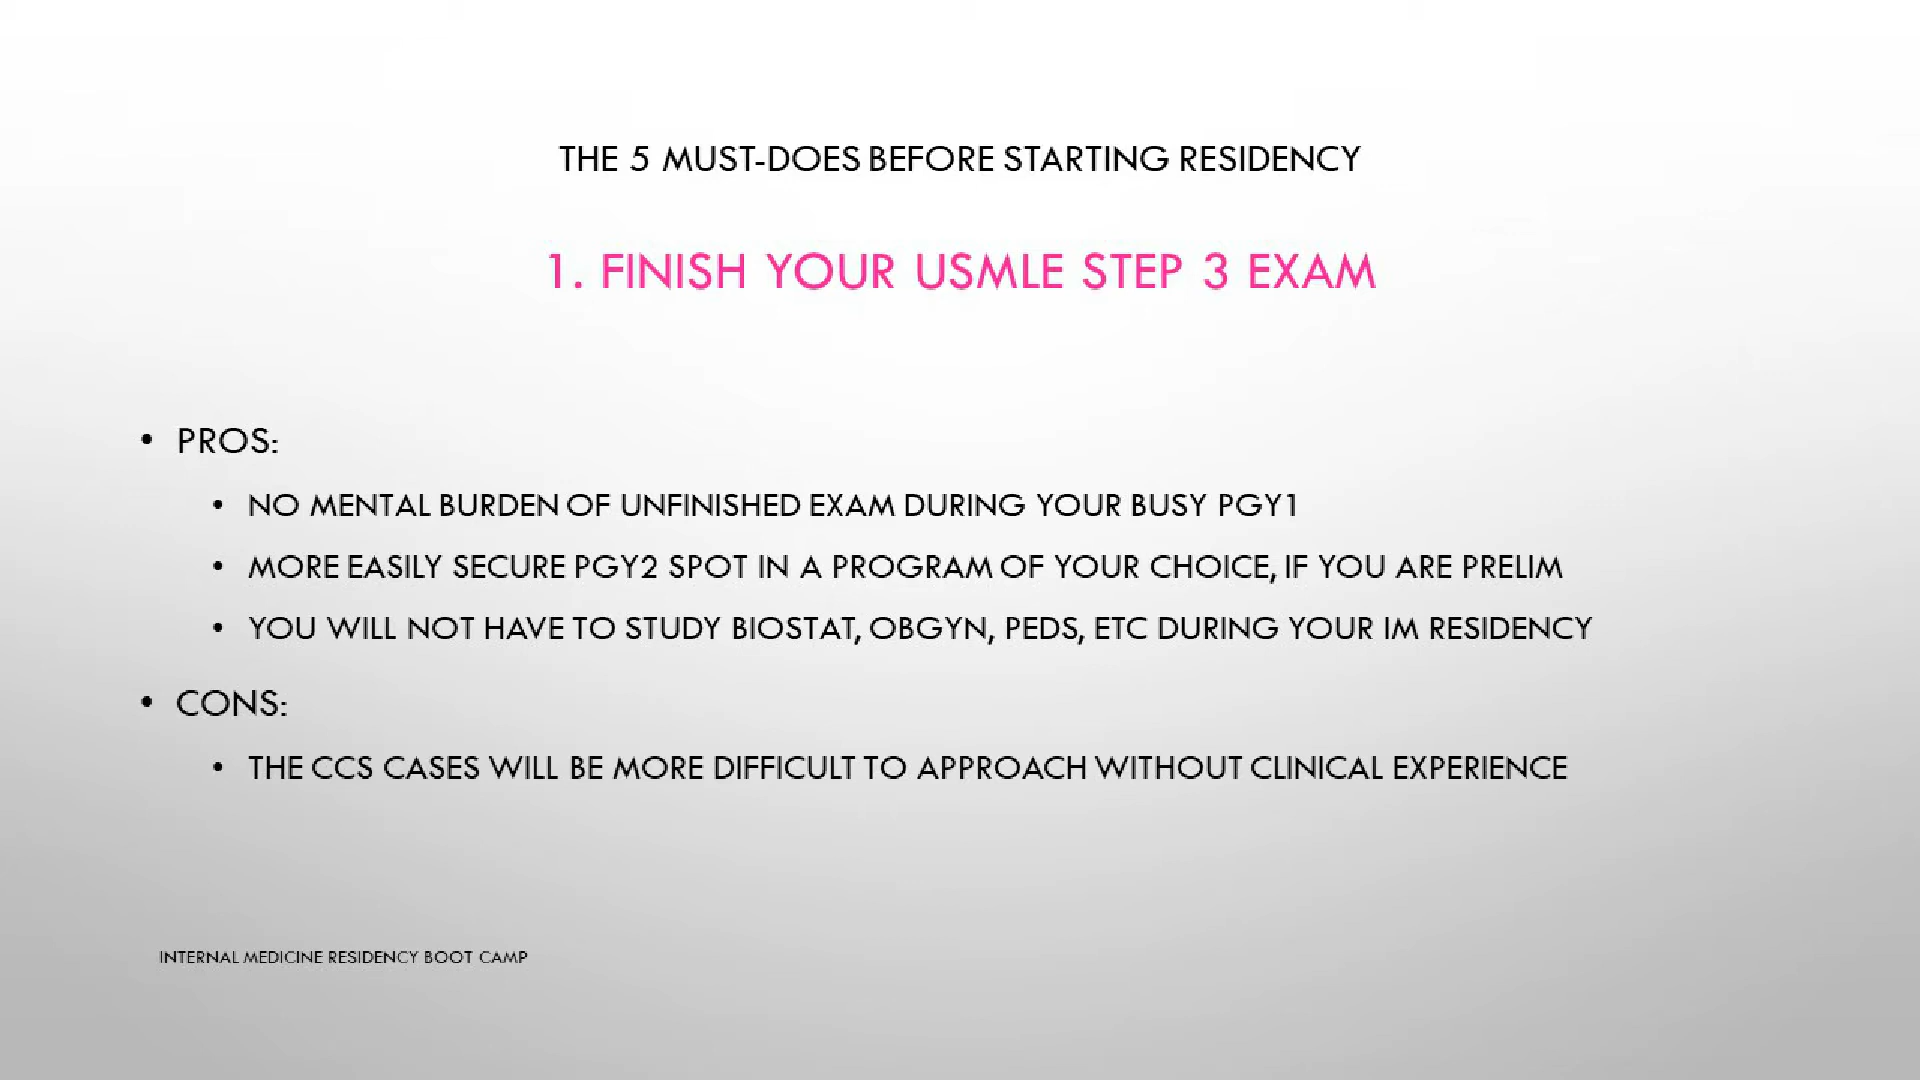 THE 5 MUST-DOES BEFORE STARTING RESIDENCY
1. FINISH YOUR USMLE STEP 3 EXAM
• PROS:
• NO MENTAL BURDEN OF UNFINISHED EXAM DURING YOUR BUSY PGY1
• MORE EASILY SECURE PGY2 SPOT IN A PROGRAM OF YOUR CHOICE, IF YOU ARE PRELIM
• YOU WILL NOT HAVE TO STUDY BIOSTAT, OBGYN, PEDS, ETC DURING YOUR IM RESIDENCY
• CONS:
• THE CCS CASES WILL BE MORE DIFFICULT TO APPROACH WITHOUT CLINICAL EXPERIENCE
INTERNAL MEDICINE RESIDENCY BOOT CAMP